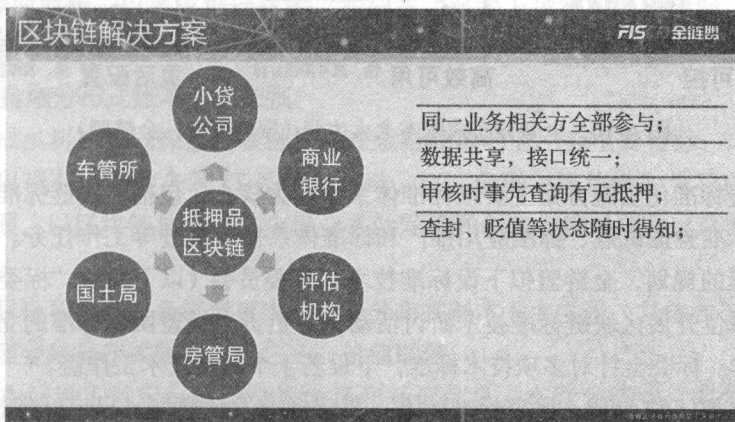 区块链解决方案
FIS
金链盟
小贷
公司
车管所
商业
银行
抵押品
区块链
国土局
评估
机构
房管局
同一业务相关方全部参与；
数据共享，接口统一；
审核时事先查询有无抵押；
查封、贬值等状态随时得知；